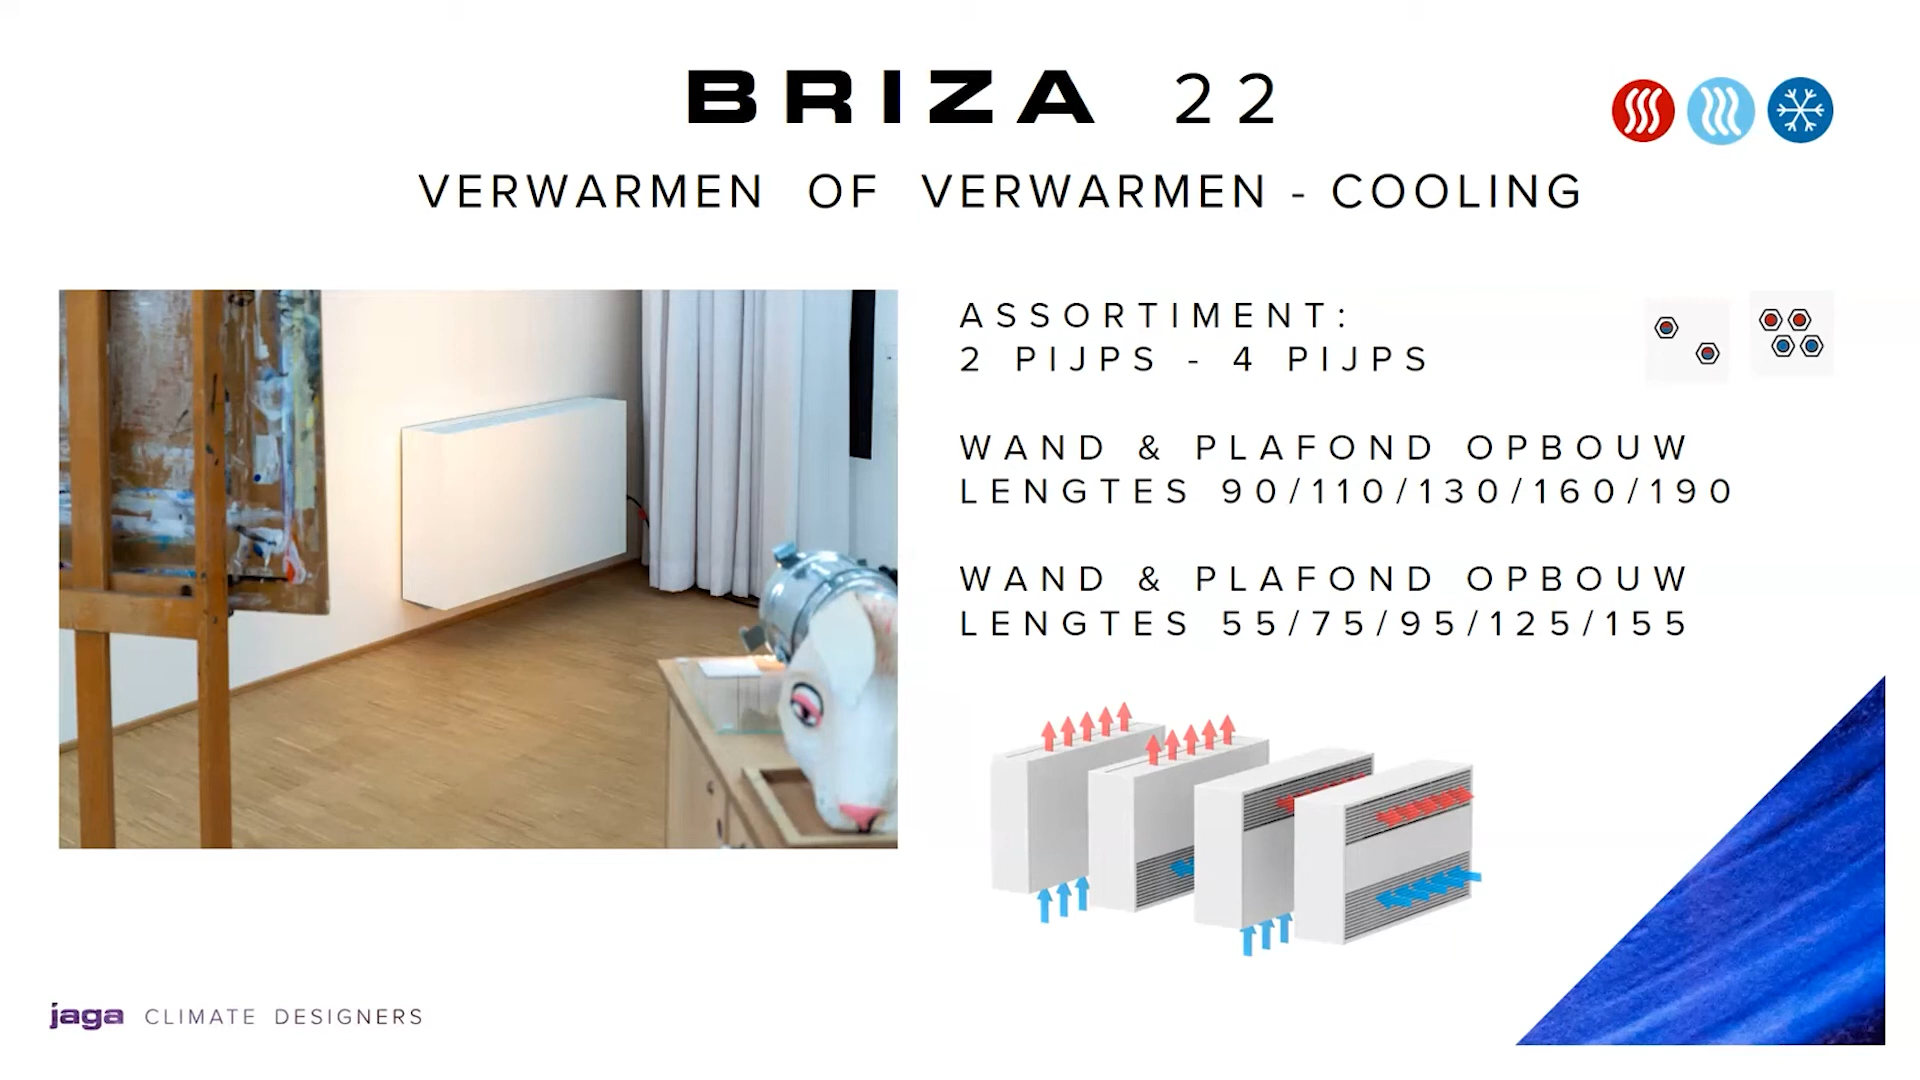 BRIZA 22
VERWARMEN OF VERWARMEN - COOLING
ASSORTIMENT:
2 PIJPS - 4 PIJPS
WAND & PLAFOND OPBOUW
LENGTES 90/110/130/160/190
WAND & PLAFOND OPBOUW
LENGTES 55/75/95/125/155
jaga CLIMATE DESIGNERS